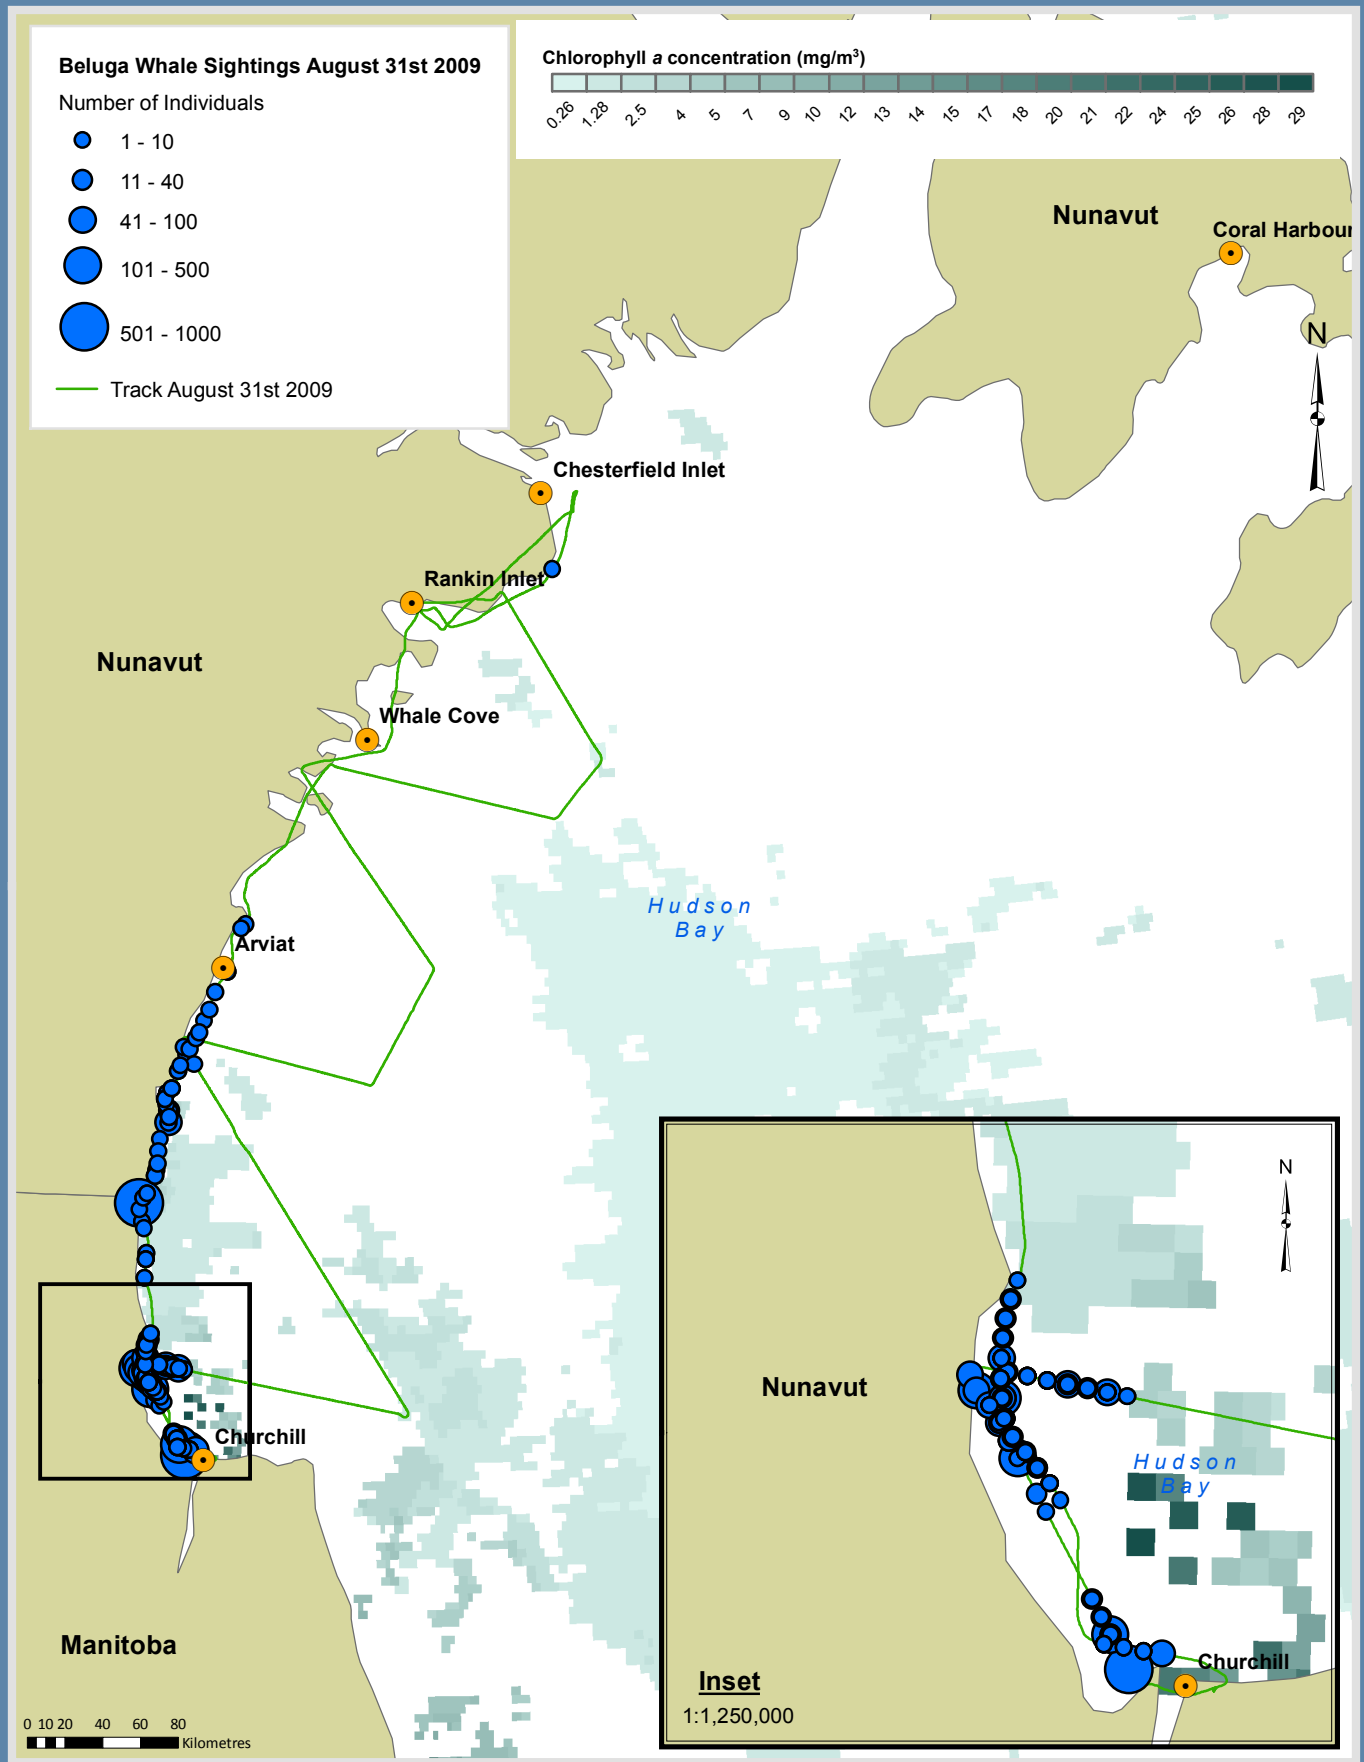 Beluga Whale Sightings August 31st 2009
Number of Individuals
1 - 10
11 - 40
41 - 100
101 - 500
501 - 1000
Track August 31st 2009
Chlorophyll a concentration (mg/m³)
0.26 1.28 2.5 4 5 7 9 10 12 13 14 15 17 18 20 21 22 24 25 26 28 29
Nunavut
Coral Harbour
N
Chesterfield Inlet
Rankin Inlet
Nunavut
Whale Cove
Hudson
Bay
Arviat
Churchill
Manitoba
0 10 20 40 60 80
Kilometres
N
Nunavut
Hudson
Bay
Churchill
Inset
1:1,250,000